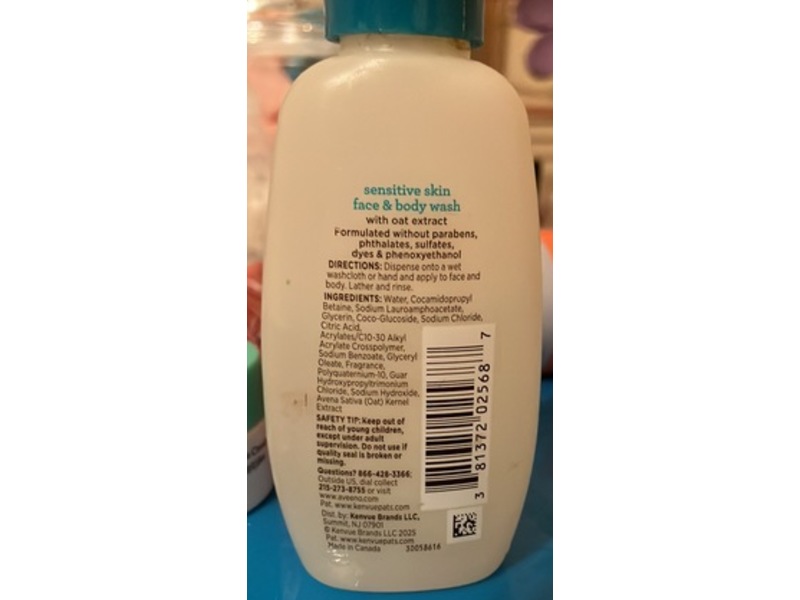 sensitive skin
face & body wash
with oat extract
Formulated without parabens,
phthalates, sulfates,
dyes & phenoxyethanol
DIRECTIONS: Dispense onto a wet
washcloth or hand and apply to face and
body. Lather and rinse.
INGREDIENTS: Water, Cocamidopropyl
Betaine, Sodium Lauroamphoacetate,
Glycerin, Coco-Glucoside, Sodium Chloride,
Citric Acid,
Acrylates/C10-30 Alkyl
Acrylate Crosspolymer,
Sodium Benzoate, Glyceryl
Oleate, Fragrance,
Polyquaternium-10, Guar
Hydroxypropyltrimonium
Chloride, Sodium Hydroxide,
Avena Sativa (Oat) Kernel
Extract
SAFETY TIP: Keep out of
reach of young children,
except under adult
supervision. Do not use if
quality seal is broken or
missing.
Questions? 866-428-3366;
Outside US, dial collect
215-273-8755 or visit
www.aveeno.com
Pat. www.kenvuepats.com
Dist. by: Kenvue Brands LLC,
Summit, NJ 07901
© Kenvue Brands LLC 2025
Pat. www.kenvuepats.com
Made in Canada 30058616
3 81372 02568 7